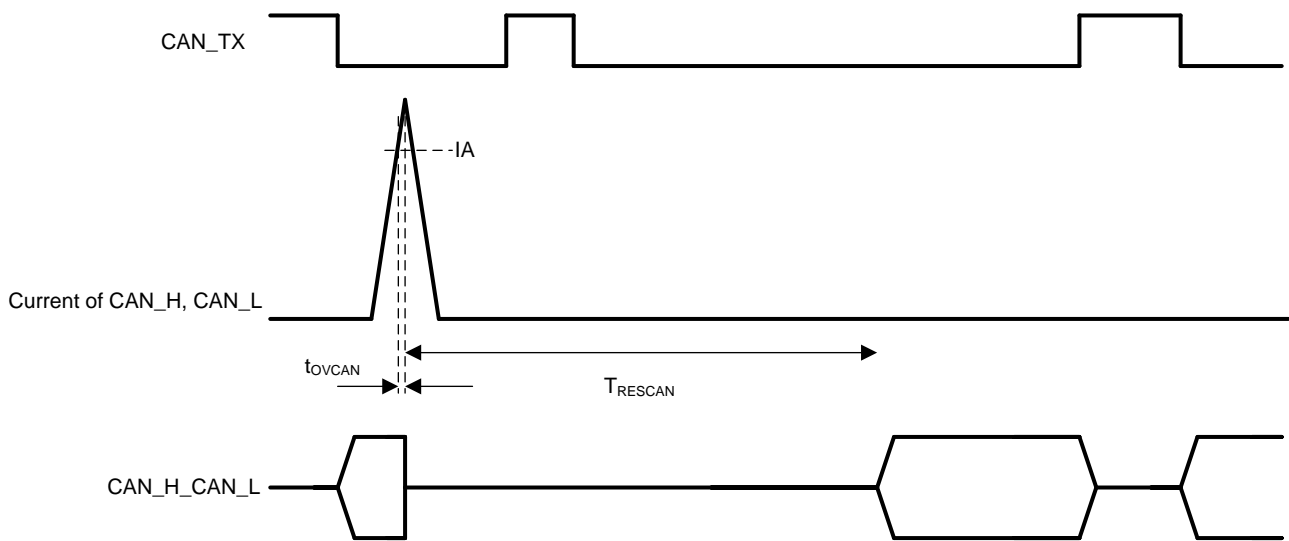 CAN_TX
IA
Current of CAN_H, CAN_L
tOVCAN
TRESCAN
CAN_H_CAN_L